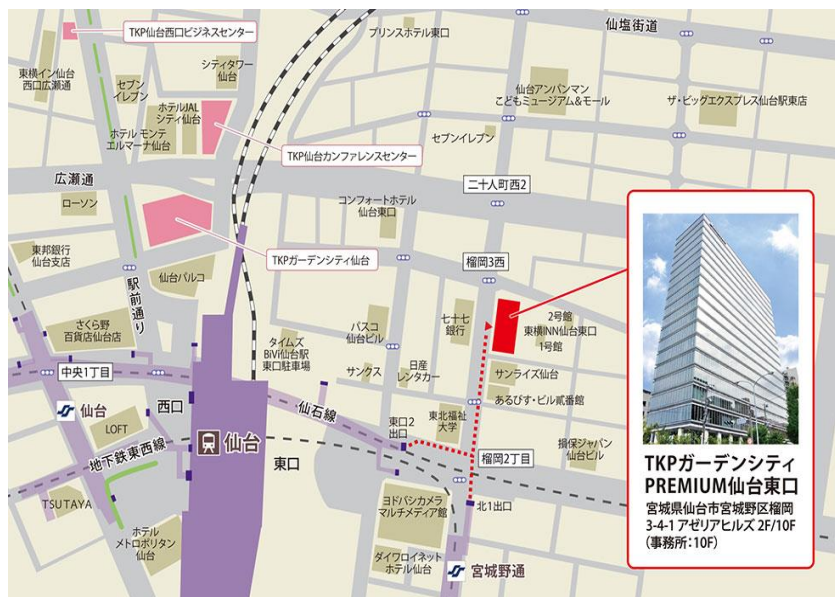 TKP仙台西口ビジネスセンター
プリンスホテル東口
仙塩街道
東横イン仙台
西口広瀬通
セブン
イレブン
シティタワー
仙台
仙台アンパンマン
こどもミュージアム&モール
ザ・ビッグエクスプレス仙台駅東店
ホテルJAL
シティ仙台
ホテル モンテ
エルマーナ仙台
セブンイレブン
TKP仙台カンファレンスセンター
広瀬通
二十人町西2
ローソン
コンフォートホテル
仙台東口
東邦銀行
仙台支店
TKPガーデンシティ仙台
榴岡3西
仙台パルコ
駅前通り
さくら野
百貨店仙台店
タイムズ
BiVi仙台駅
東口駐車場
パスコ
仙台ビル
七十七
銀行
2号館
東横INN仙台東口
1号館
中央1丁目
サンクス
日産
レンタカー
サンライズ仙台
あるびす・ビル貳番館
西口
仙台
LOFT
仙台
仙石線
東口2
出口
東北福祉
大学
東口
榴岡2丁目
損保ジャパン
仙台ビル
地下鉄東西線
TSUTAYA
ヨドバシカメラ
マルチメディア館
北1出口
ホテル
メトロポリタン
仙台
ダイワロイネット
ホテル仙台
宮城野通
TKPガーデンシティ
PREMIUM仙台東口
宮城県仙台市宮城野区榴岡
3-4-1 アゼリアヒルズ 2F/10F
(事務所:10F)